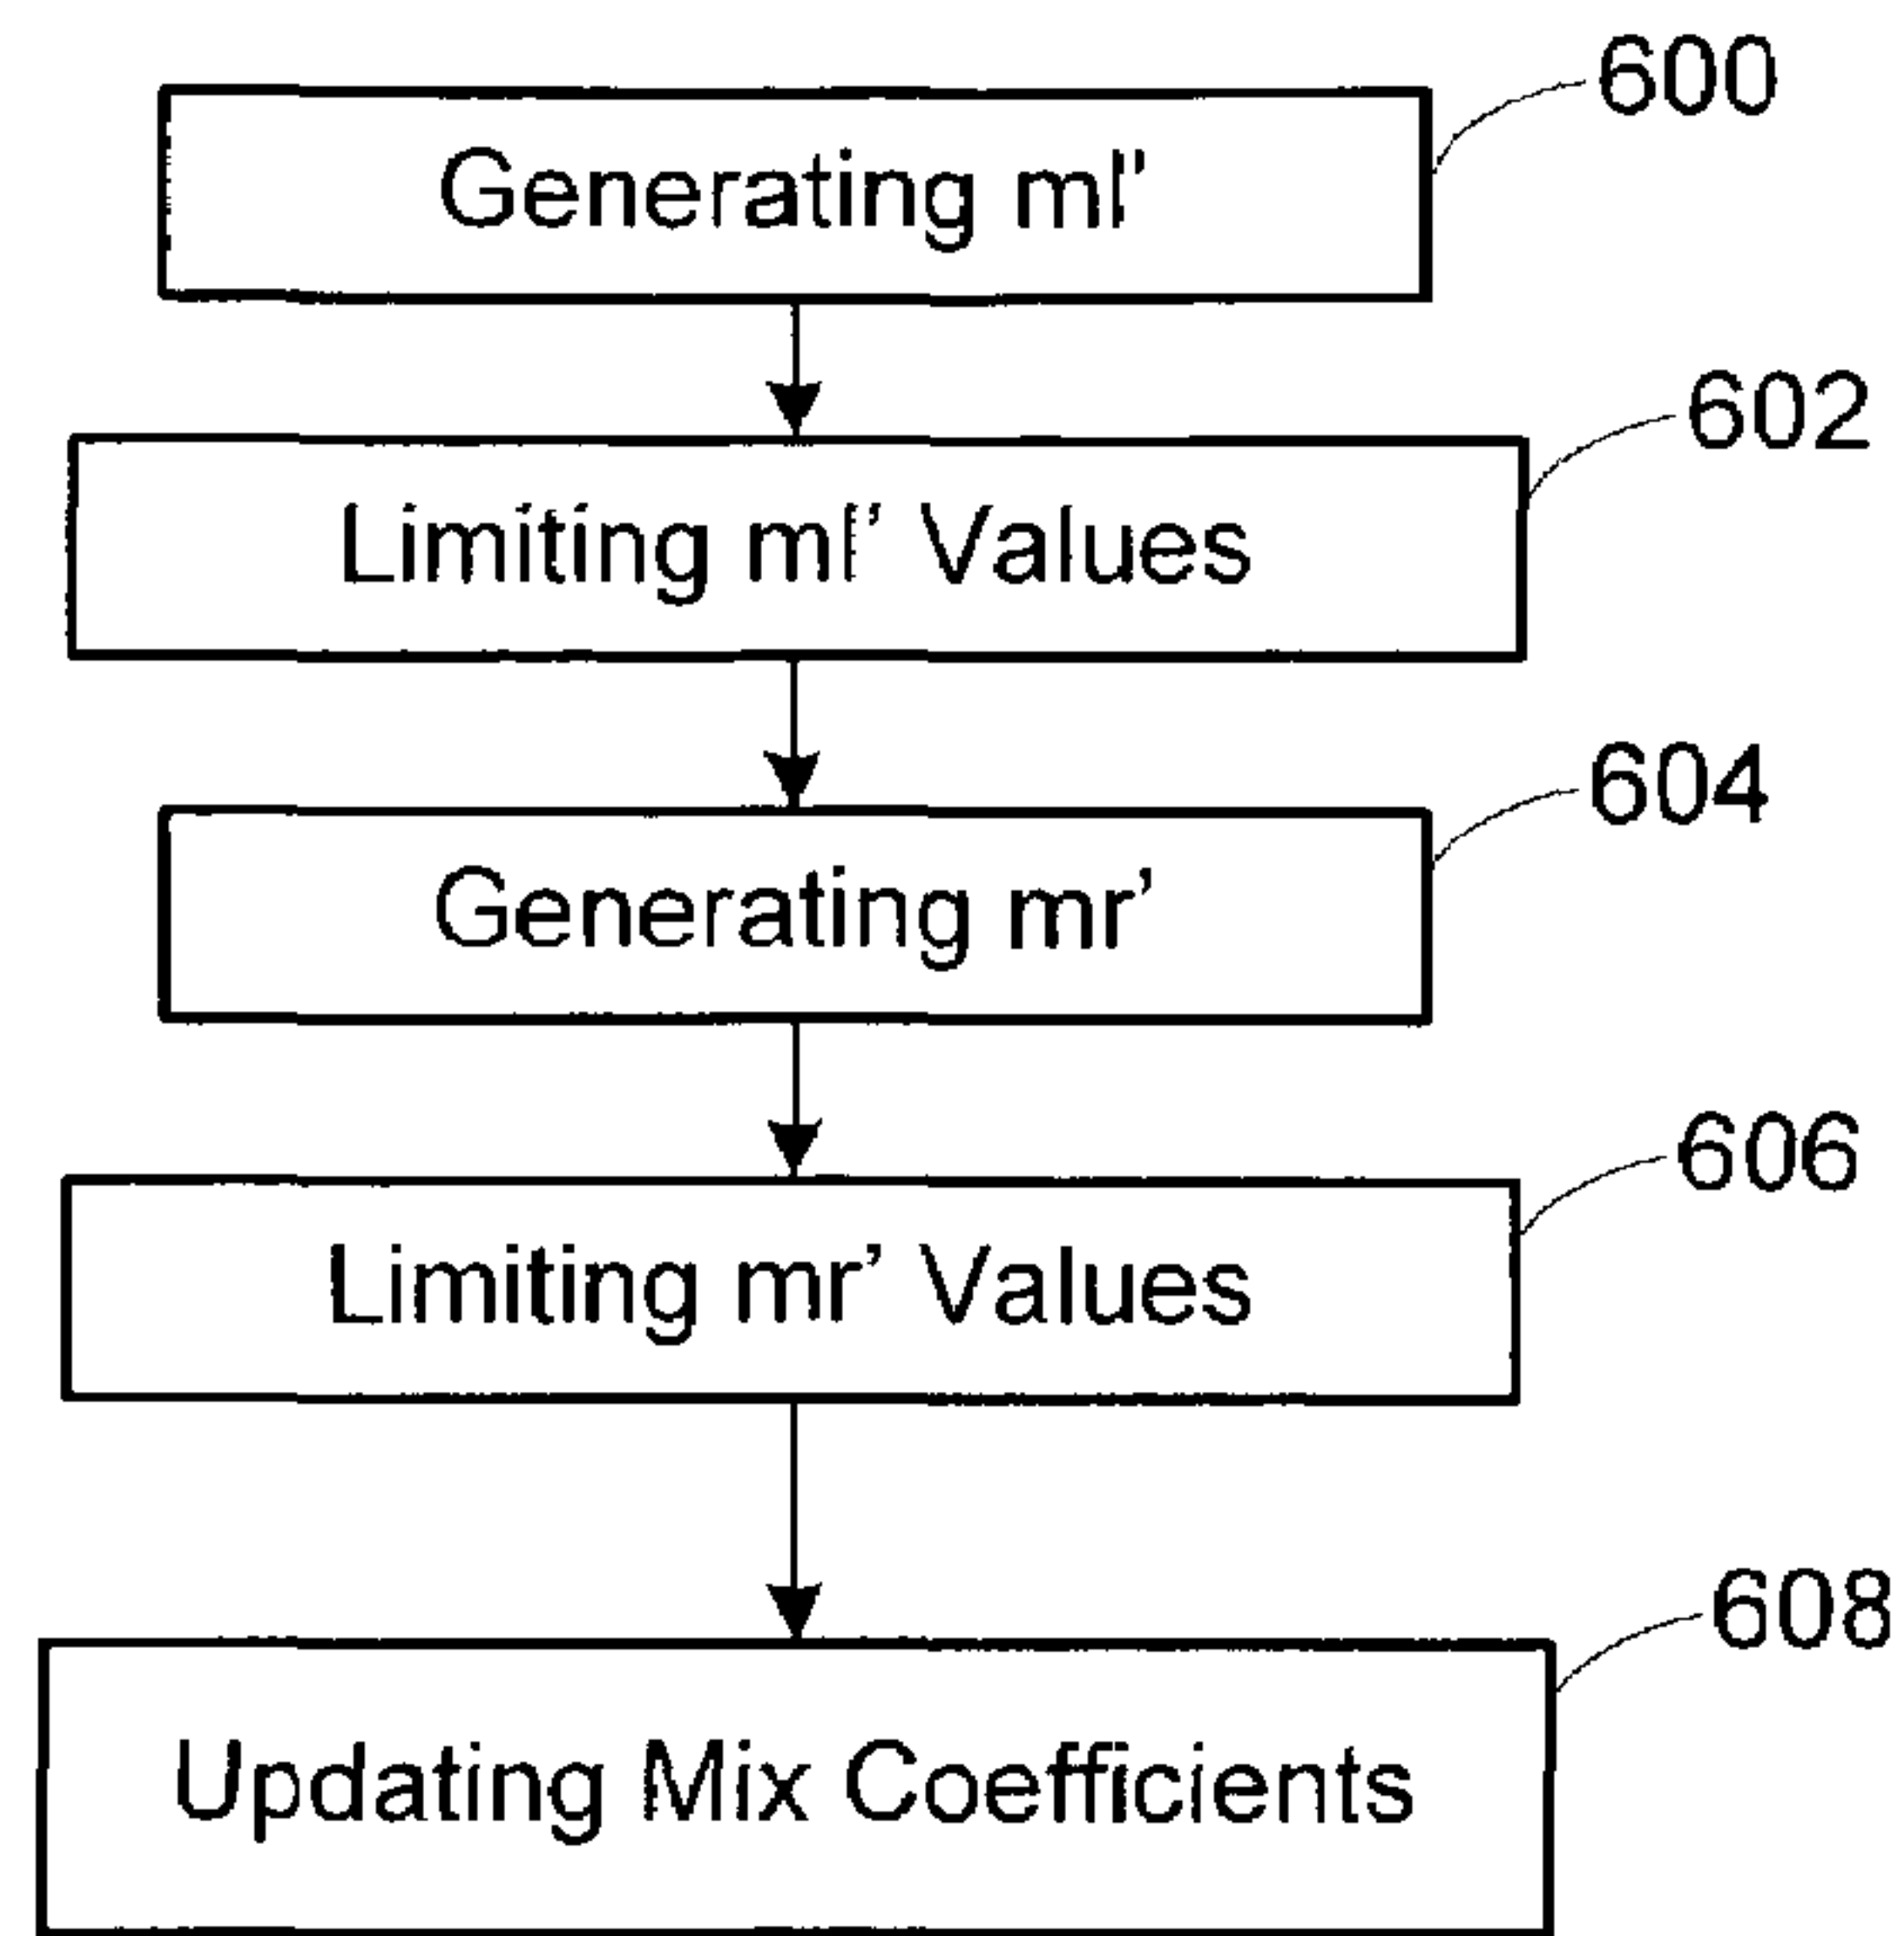 600
Generating ml'
602
Limiting ml' Values
604
Generating mr’
606
Limiting mr’ Values
608
Updating Mix Coefficients